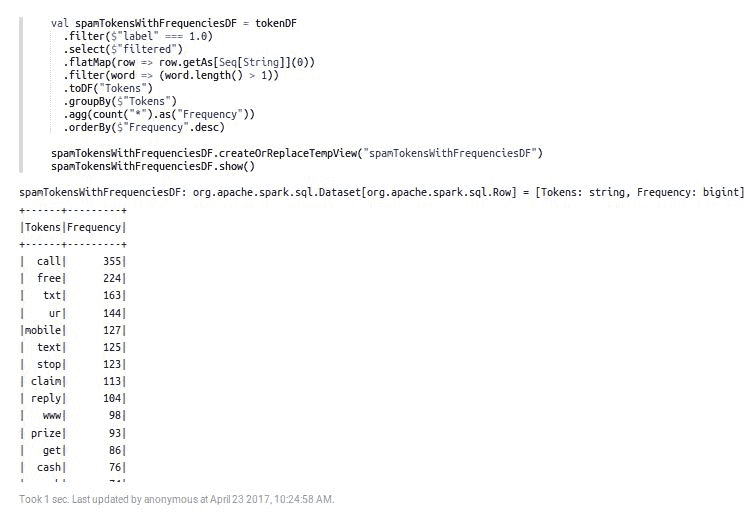 val spamTokensWithFrequenciesDF = tokenDF
.filter($"label" === 1.0)
.select($"filtered")
.flatMap(row => row.getAs[Seq[String]](0))
.filter(word => (word.length() > 1))
.toDF("Tokens")
.groupBy($"Tokens")
.agg(count("*").as("Frequency"))
.orderBy($"Frequency".desc)
spamTokensWithFrequenciesDF.createOrReplaceTempView("spamTokensWithFrequenciesDF")
spamTokensWithFrequenciesDF.show()
spamTokensWithFrequenciesDF: org.apache.spark.sql.Dataset[org.apache.spark.sql.Row] = [Tokens: string, Frequency: bigint]
+------+---------+
|Tokens|Frequency|
+------+---------+
|  call|      355|
|  free|      224|
|   txt|      163|
|    ur|      144|
|mobile|      127|
|  text|      125|
|  stop|      123|
| claim|      113|
| reply|      104|
|   www|       98|
| prize|       93|
|   get|       86|
|  cash|       76|
Took 1 sec. Last updated by anonymous at April 23 2017, 10:24:58 AM.